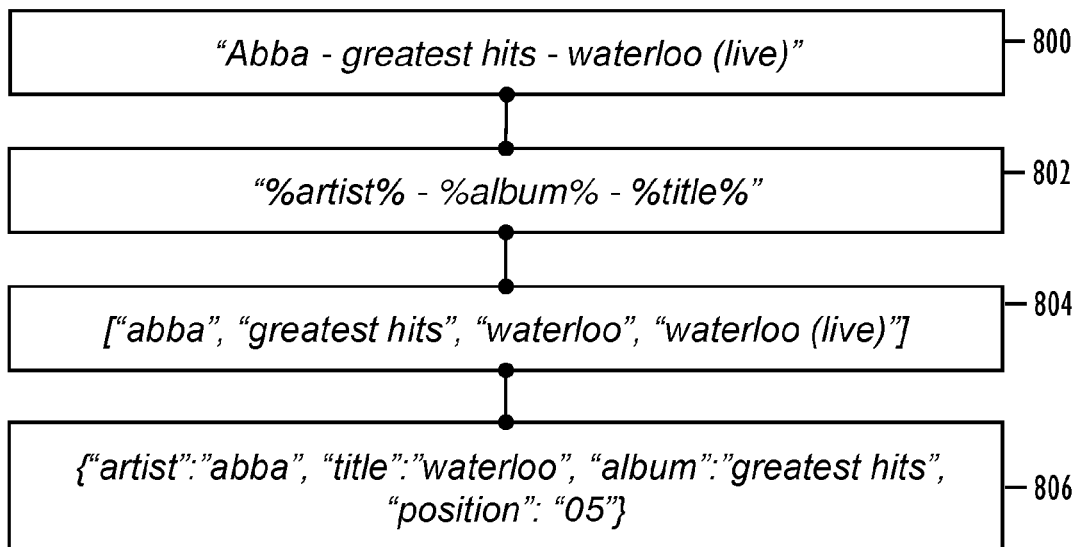 “Abba - greatest hits - waterloo (live)”
800
“%artist% - %album% - %title%”
802
[“abba”, “greatest hits”, “waterloo”, “waterloo (live)”]
804
{“artist”:”abba”, “title”:”waterloo”, “album”:”greatest hits”,
“position”: “05”}
806